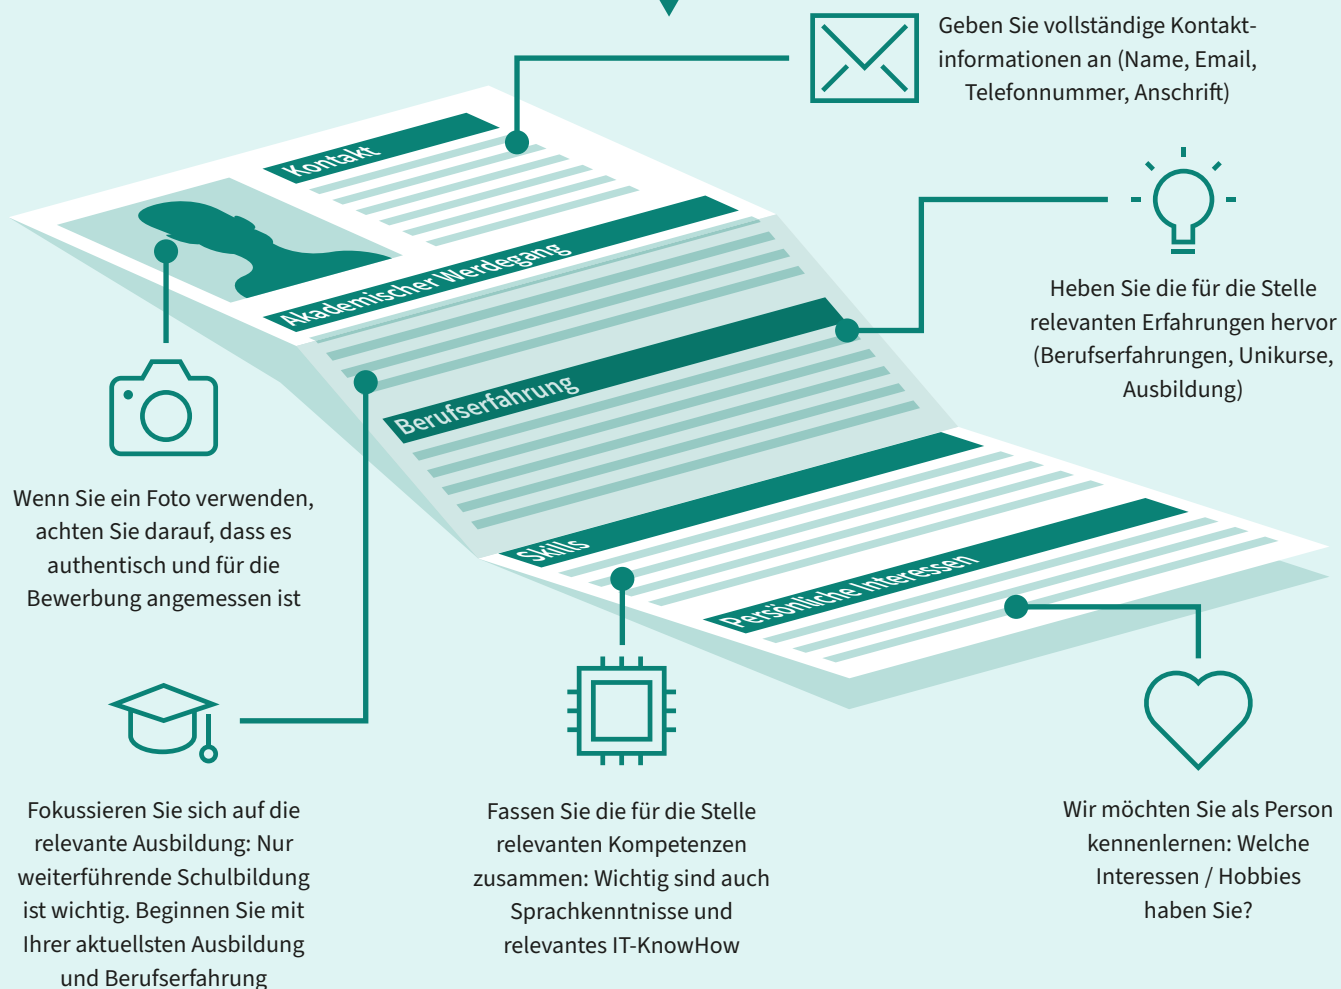 Geben Sie vollständige Kontakt-
informationen an (Name, Email,
Telefonnummer, Anschrift)
Kontakt
Akademischer Werdegang
Berufserfahrung
Skills
Persönliche Interessen
Heben Sie die für die Stelle
relevanten Erfahrungen hervor
(Berufserfahrungen, Unikurse,
Ausbildung)
Wenn Sie ein Foto verwenden,
achten Sie darauf, dass es
authentisch und für die
Bewerbung angemessen ist
Fokussieren Sie sich auf die
relevante Ausbildung: Nur
weiterführende Schulbildung
ist wichtig. Beginnen Sie mit
Ihrer aktuellsten Ausbildung
und Berufserfahrung
Fassen Sie die für die Stelle
relevanten Kompetenzen
zusammen: Wichtig sind auch
Sprachkenntnisse und
relevantes IT-KnowHow
Wir möchten Sie als Person
kennenlernen: Welche
Interessen / Hobbies
haben Sie?